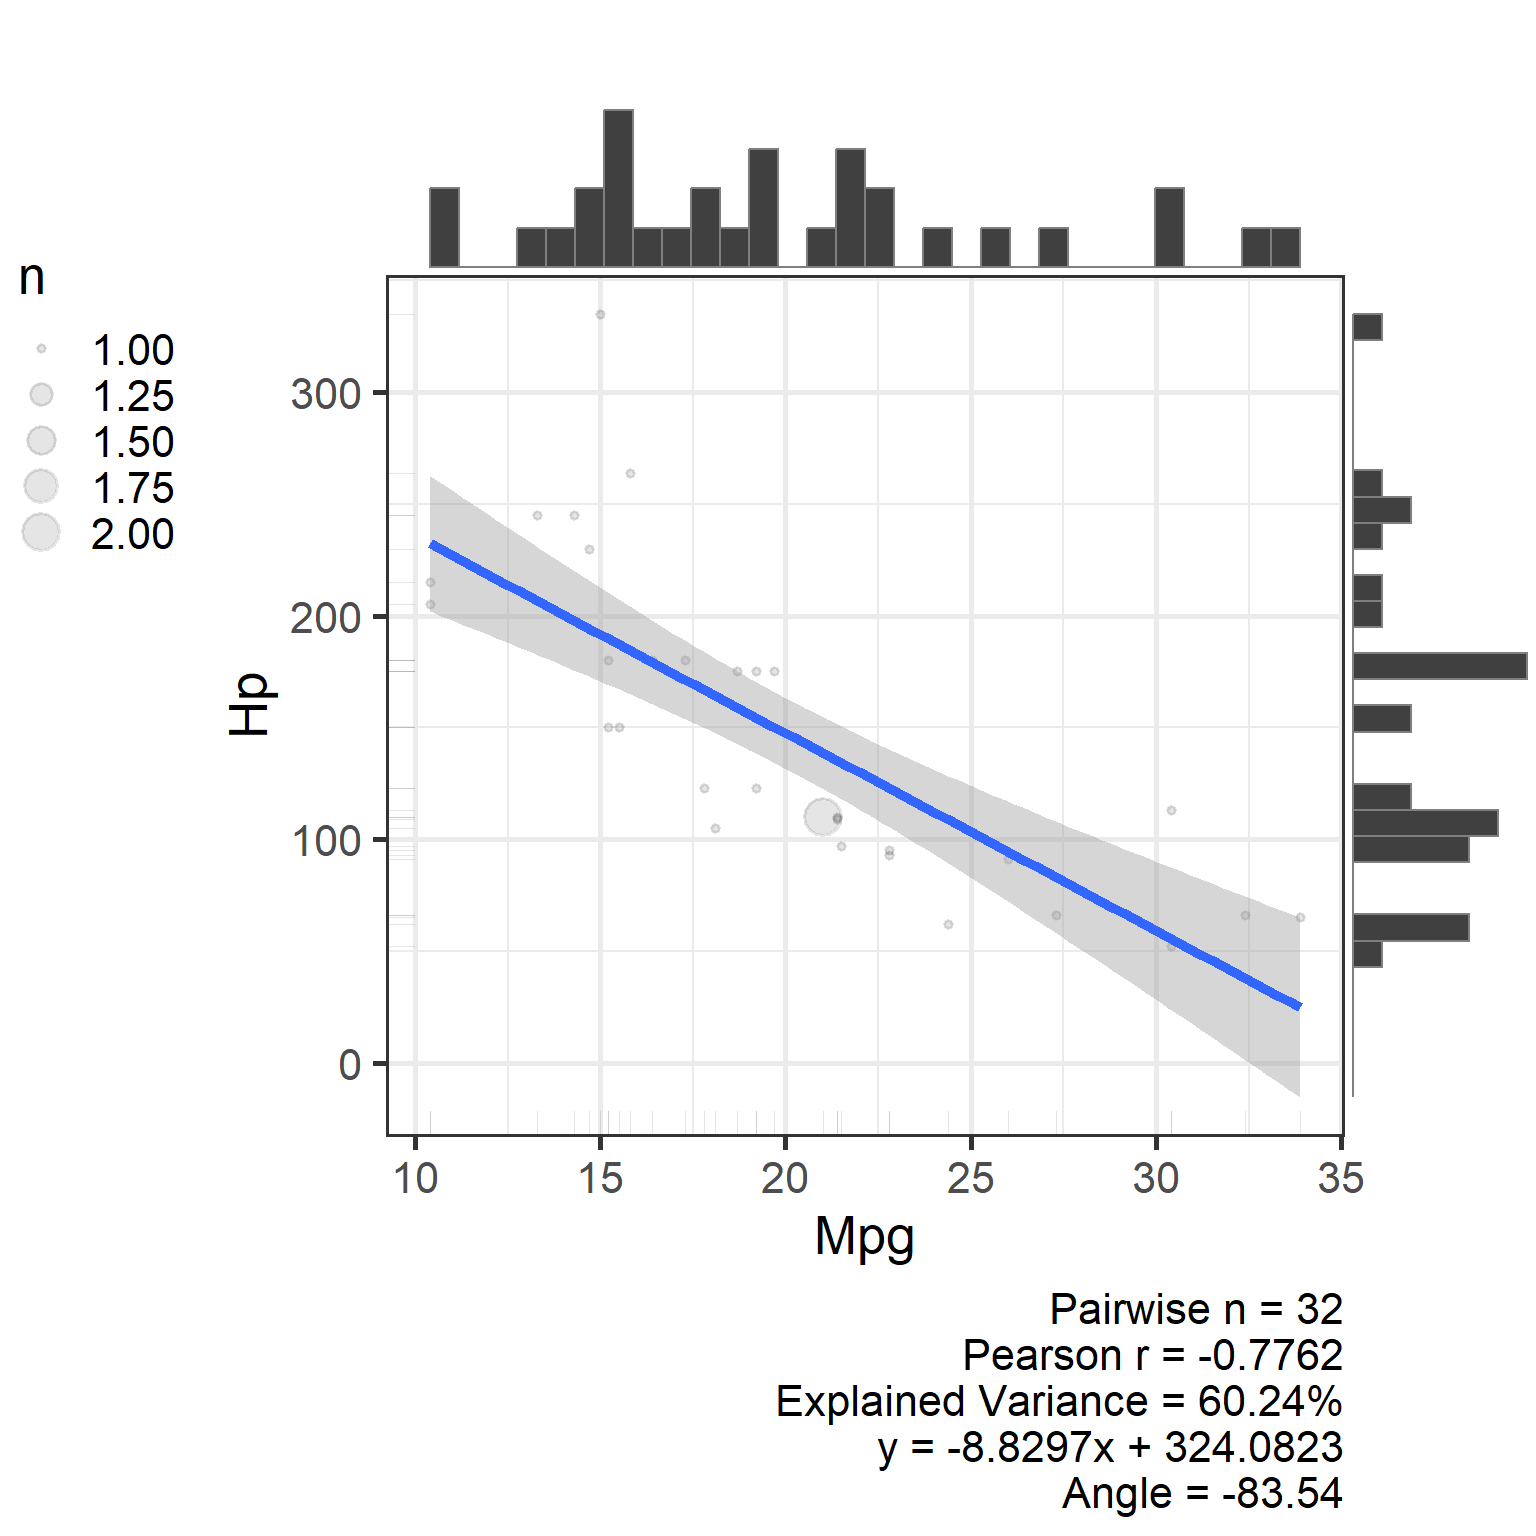 n
1.00
1.25
1.50
1.75
2.00
Hp
300
200
100
0
10 15 20 25 30 35
Mpg
Pairwise n = 32
Pearson r = -0.7762
Explained Variance = 60.24%
y = -8.8297x + 324.0823
Angle = -83.54